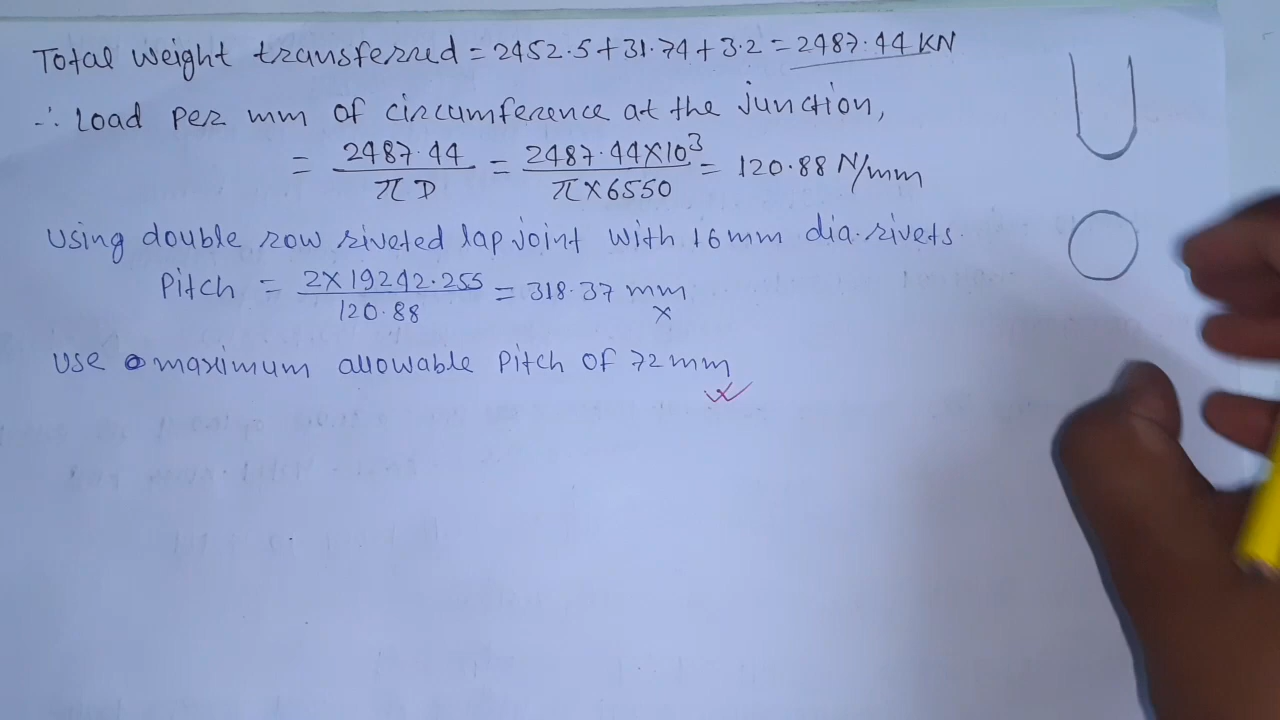 Total weight transferred = 2452.5 + 31.74 + 3.2 = 2487.44 KN
∴ Load per mm of circumference at the junction,
= 2487.44 / πD = 2487.44×10³ / π×6550 = 120.88 N/mm
Using double row riveted lap joint with 16mm dia. rivets.
Pitch = 2×19242.255 / 120.88 = 318.37 mm
×
Use maximum allowable Pitch of 72mm